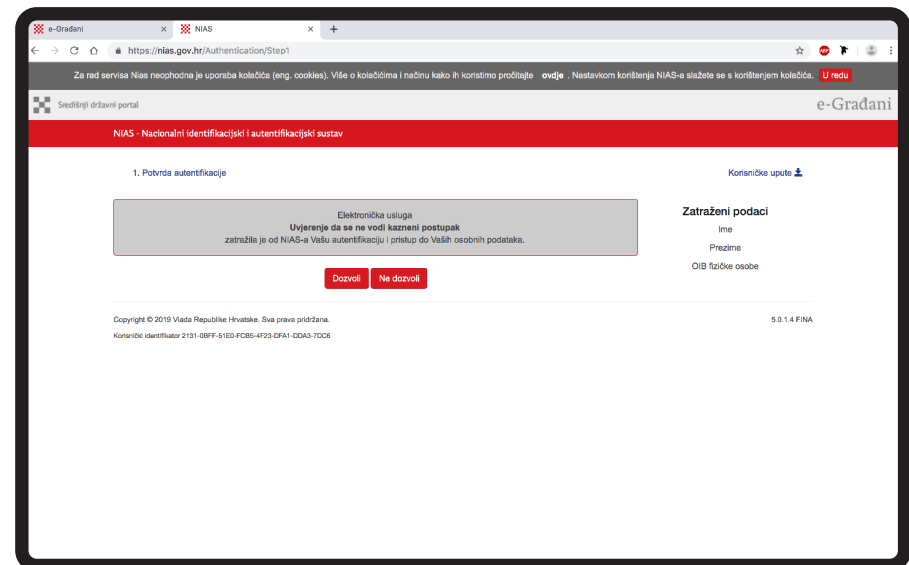 e-Građani
NIAS
https://nias.gov.hr/Authentication/Step1
ABP
Za rad servisa Nias neophodna je uporaba kolačića (eng. cookies). Više o kolačićima i načinu kako ih koristimo pročitajte ovdje . Nastavkom korištenja NIAS-a slažete se s korištenjem kolačića. U redu
Središnji državni portal
e-Građani
NIAS - Nacionalni identifikacijski i autentifikacijski sustav
1. Potvrda autentifikacije
Korisničke upute
Elektronička usluga
Uvjerenje da se ne vodi kazneni postupak
zatražila je od NIAS-a Vašu autentifikaciju i pristup do Vaših osobnih podataka.
Dozvoli Ne dozvoli
Zatraženi podaci
Ime
Prezime
OIB fizičke osobe
Copyright © 2019 Vlada Republike Hrvatske. Sva prava pridržana.
5.0.1.4 FINA
Korisnički identifikator 2131-0BFF-51E0-FCB5-4F23-DFA1-DDA3-7DC6